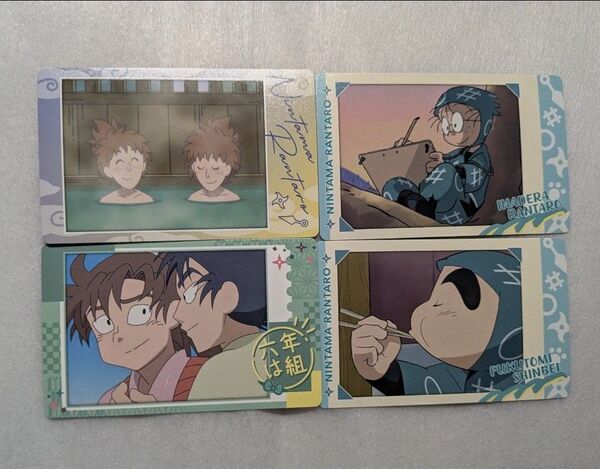 Nintama
Rantaro
NINTAMA RANTARO
INADERA
RANTARO
六年
は組
NINTAMA RANTARO
FUKUTOMI
SHINBEI